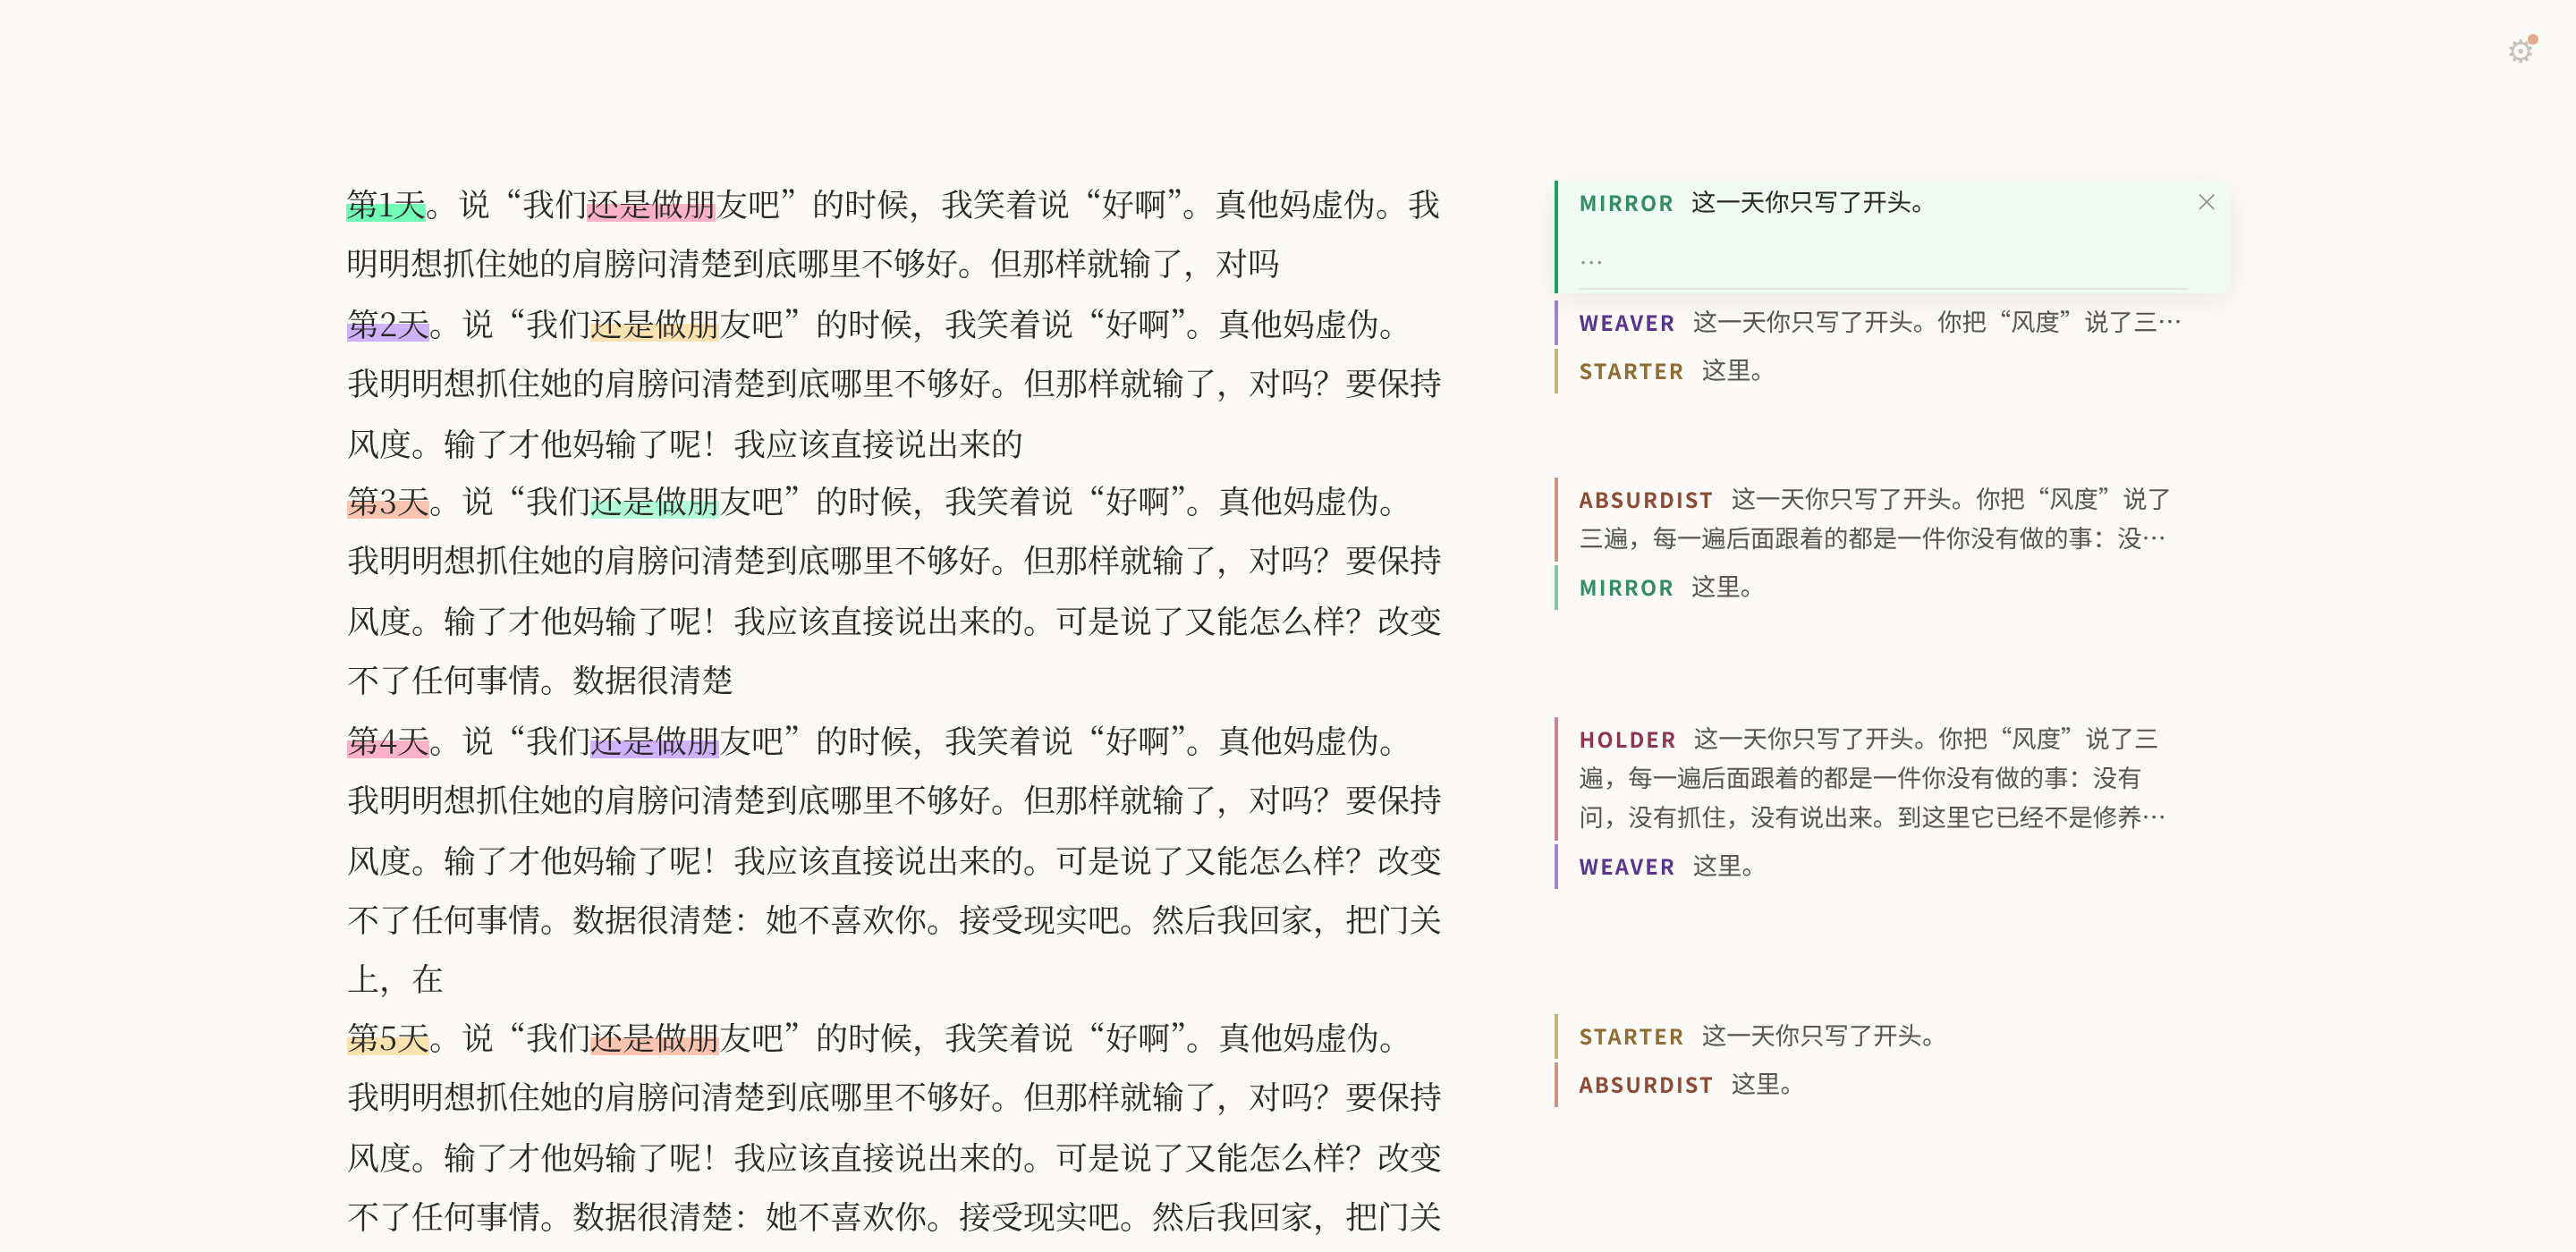 第1天。说“我们还是做朋友吧”的时候，我笑着说“好啊”。真他妈虚伪。我
明明想抓住她的肩膀问清楚到底哪里不够好。但那样就输了，对吗
第2天。说“我们还是做朋友吧”的时候，我笑着说“好啊”。真他妈虚伪。
我明明想抓住她的肩膀问清楚到底哪里不够好。但那样就输了，对吗？要保持
风度。输了才他妈输了呢！我应该直接说出来的
第3天。说“我们还是做朋友吧”的时候，我笑着说“好啊”。真他妈虚伪。
我明明想抓住她的肩膀问清楚到底哪里不够好。但那样就输了，对吗？要保持
风度。输了才他妈输了呢！我应该直接说出来的。可是说了又能怎么样？改变
不了任何事情。数据很清楚
第4天。说“我们还是做朋友吧”的时候，我笑着说“好啊”。真他妈虚伪。
我明明想抓住她的肩膀问清楚到底哪里不够好。但那样就输了，对吗？要保持
风度。输了才他妈输了呢！我应该直接说出来的。可是说了又能怎么样？改变
不了任何事情。数据很清楚：她不喜欢你。接受现实吧。然后我回家，把门关
上，在
第5天。说“我们还是做朋友吧”的时候，我笑着说“好啊”。真他妈虚伪。
我明明想抓住她的肩膀问清楚到底哪里不够好。但那样就输了，对吗？要保持
风度。输了才他妈输了呢！我应该直接说出来的。可是说了又能怎么样？改变
不了任何事情。数据很清楚：她不喜欢你。接受现实吧。然后我回家，把门关
MIRROR 这一天你只写了开头。
…
WEAVER 这一天你只写了开头。你把“风度”说了三…
STARTER 这里。
ABSURDIST 这一天你只写了开头。你把“风度”说了
三遍，每一遍后面跟着的都是一件你没有做的事：没…
MIRROR 这里。
HOLDER 这一天你只写了开头。你把“风度”说了三
遍，每一遍后面跟着的都是一件你没有做的事：没有
问，没有抓住，没有说出来。到这里它已经不是修养…
WEAVER 这里。
STARTER 这一天你只写了开头。
ABSURDIST 这里。